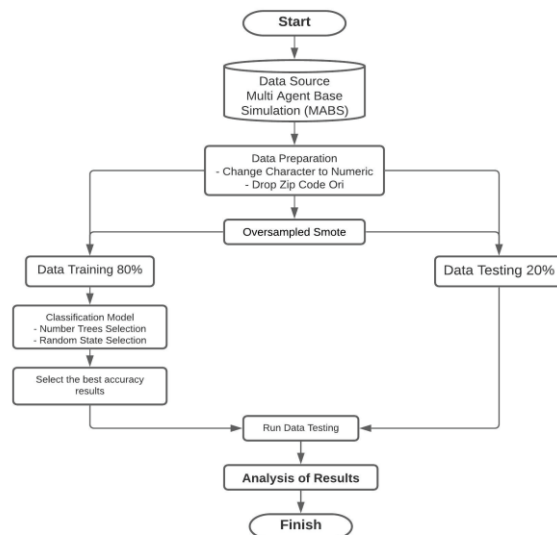 Start
Data Source
Multi Agent Base
Simulation (MABS)
Data Preparation
- Change Character to Numeric
- Drop Zip Code Ori
Oversampled Smote
Data Training 80%
Data Testing 20%
Classification Model
- Number Trees Selection
- Random State Selection
Select the best accuracy
results
Run Data Testing
Analysis of Results
Finish